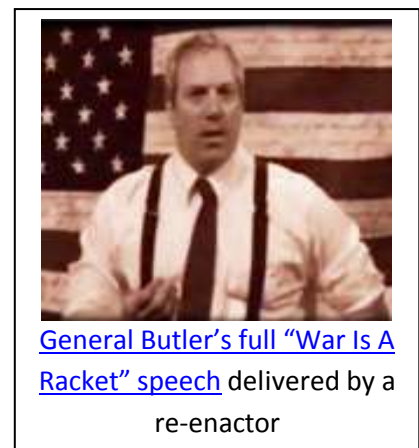 General Butler’s full “War Is A
Racket” speech delivered by a
re-enactor